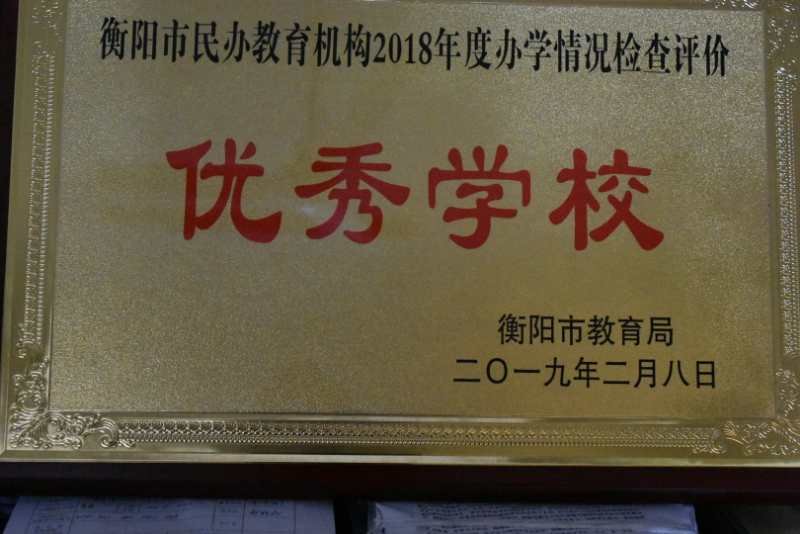 衡阳市民办教育机构2018年度办学情况检查评价
优秀学校
衡阳市教育局
二〇一九年二月八日